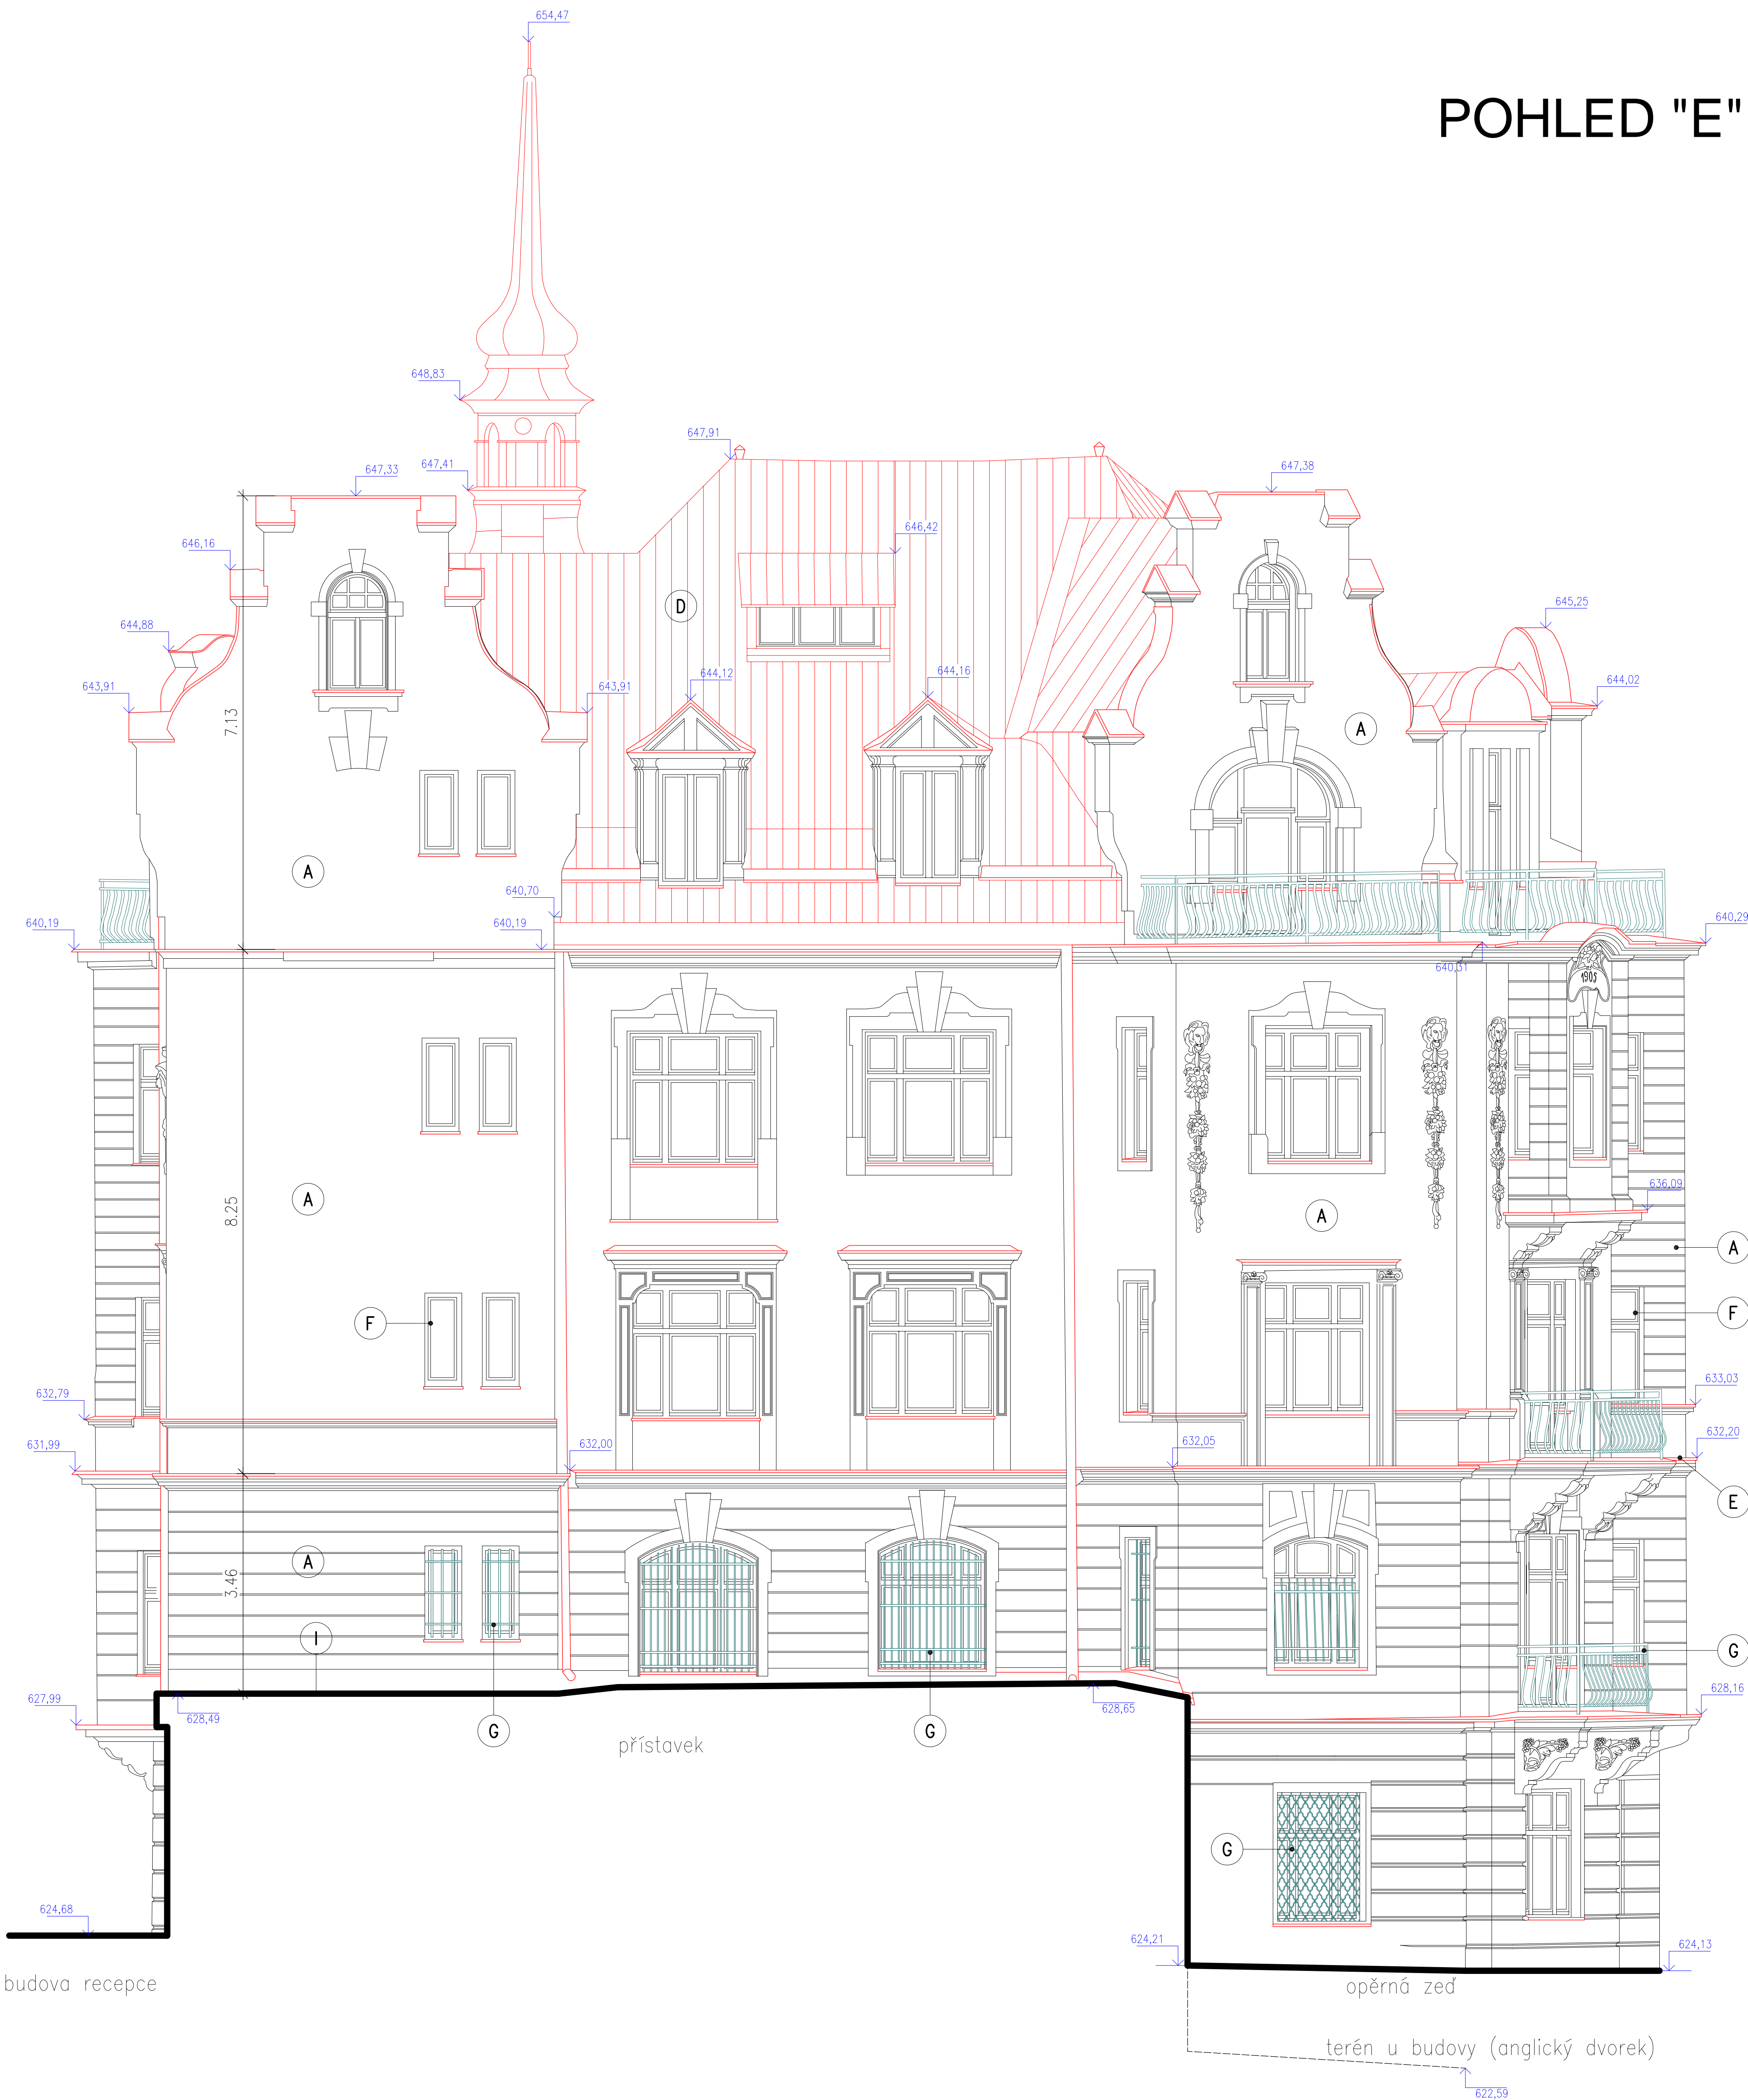 654,47
POHLED "E"
648,83
647,91
647,41
647,33
647,38
646,42
646,16
D
645,25
644,88
644,12
644,16
644,02
643,91
643,91
7.13
A
A
640,70
640,19
640,19
640,29
640,31
1905
636,09
A
8.25
A
A
F
F
632,79
633,03
631,99
632,00
632,05
632,20
E
A
3.46
I
G
627,99
628,49
628,65
628,16
G
G
přístavek
G
624,68
624,21
624,13
budova recepce
opěrná zeď
terén u budovy (anglický dvorek)
622,59